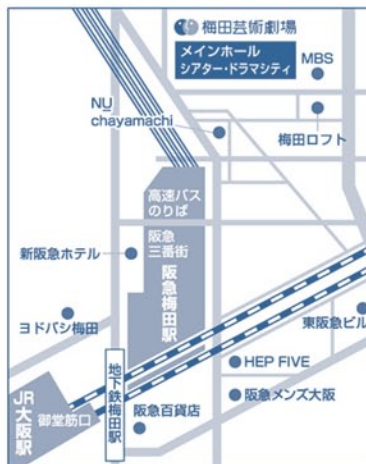 梅田芸術劇場
メインホール
シアター・ドラマシティ
MBS
NU
chayamachi
梅田ロフト
高速バス
のりば
阪急
三番街
新阪急ホテル
阪急梅田駅
ヨドバシ梅田
東阪急ビル
地下鉄梅田駅
HEP FIVE
JR大阪駅
御堂筋口
阪急メンズ大阪
阪急百貨店